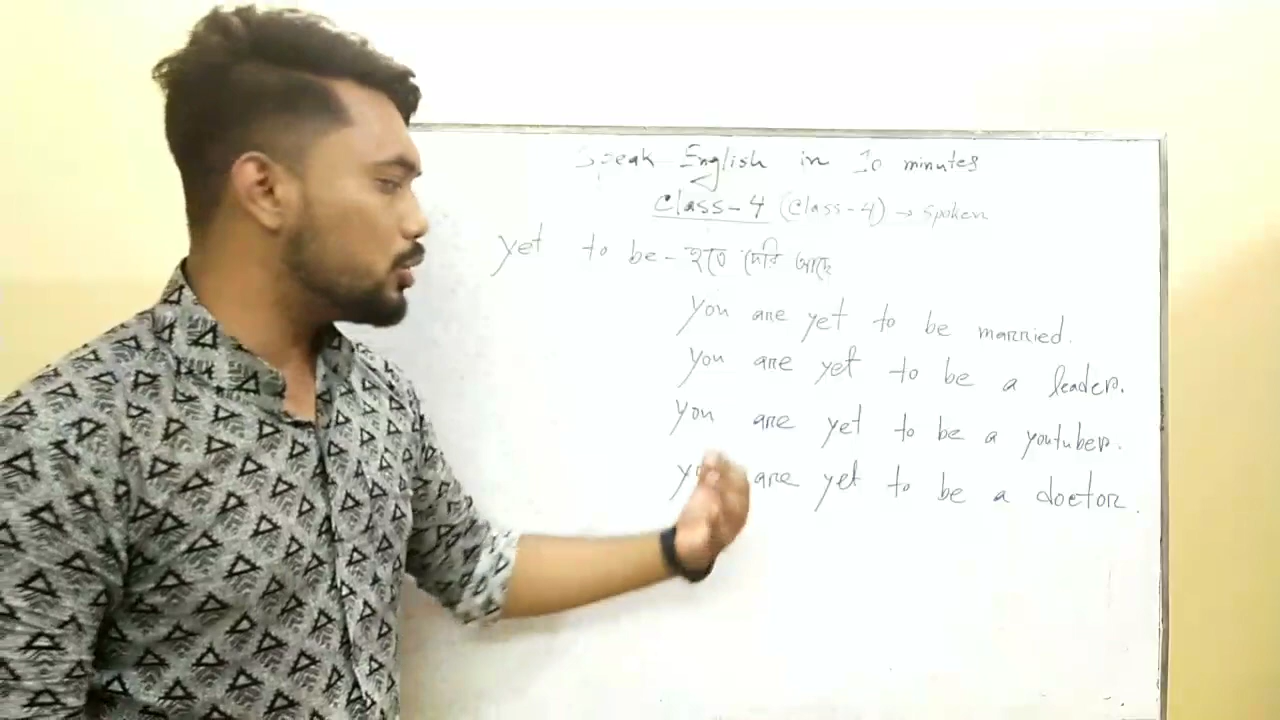 Speak English in 10 minutes
Class-4 (Class-4) → Spoken
yet to be - হতে দেরি আছে
You are yet to be married.
You are yet to be a leader.
You are yet to be a youtuber.
You are yet to be a doctor.